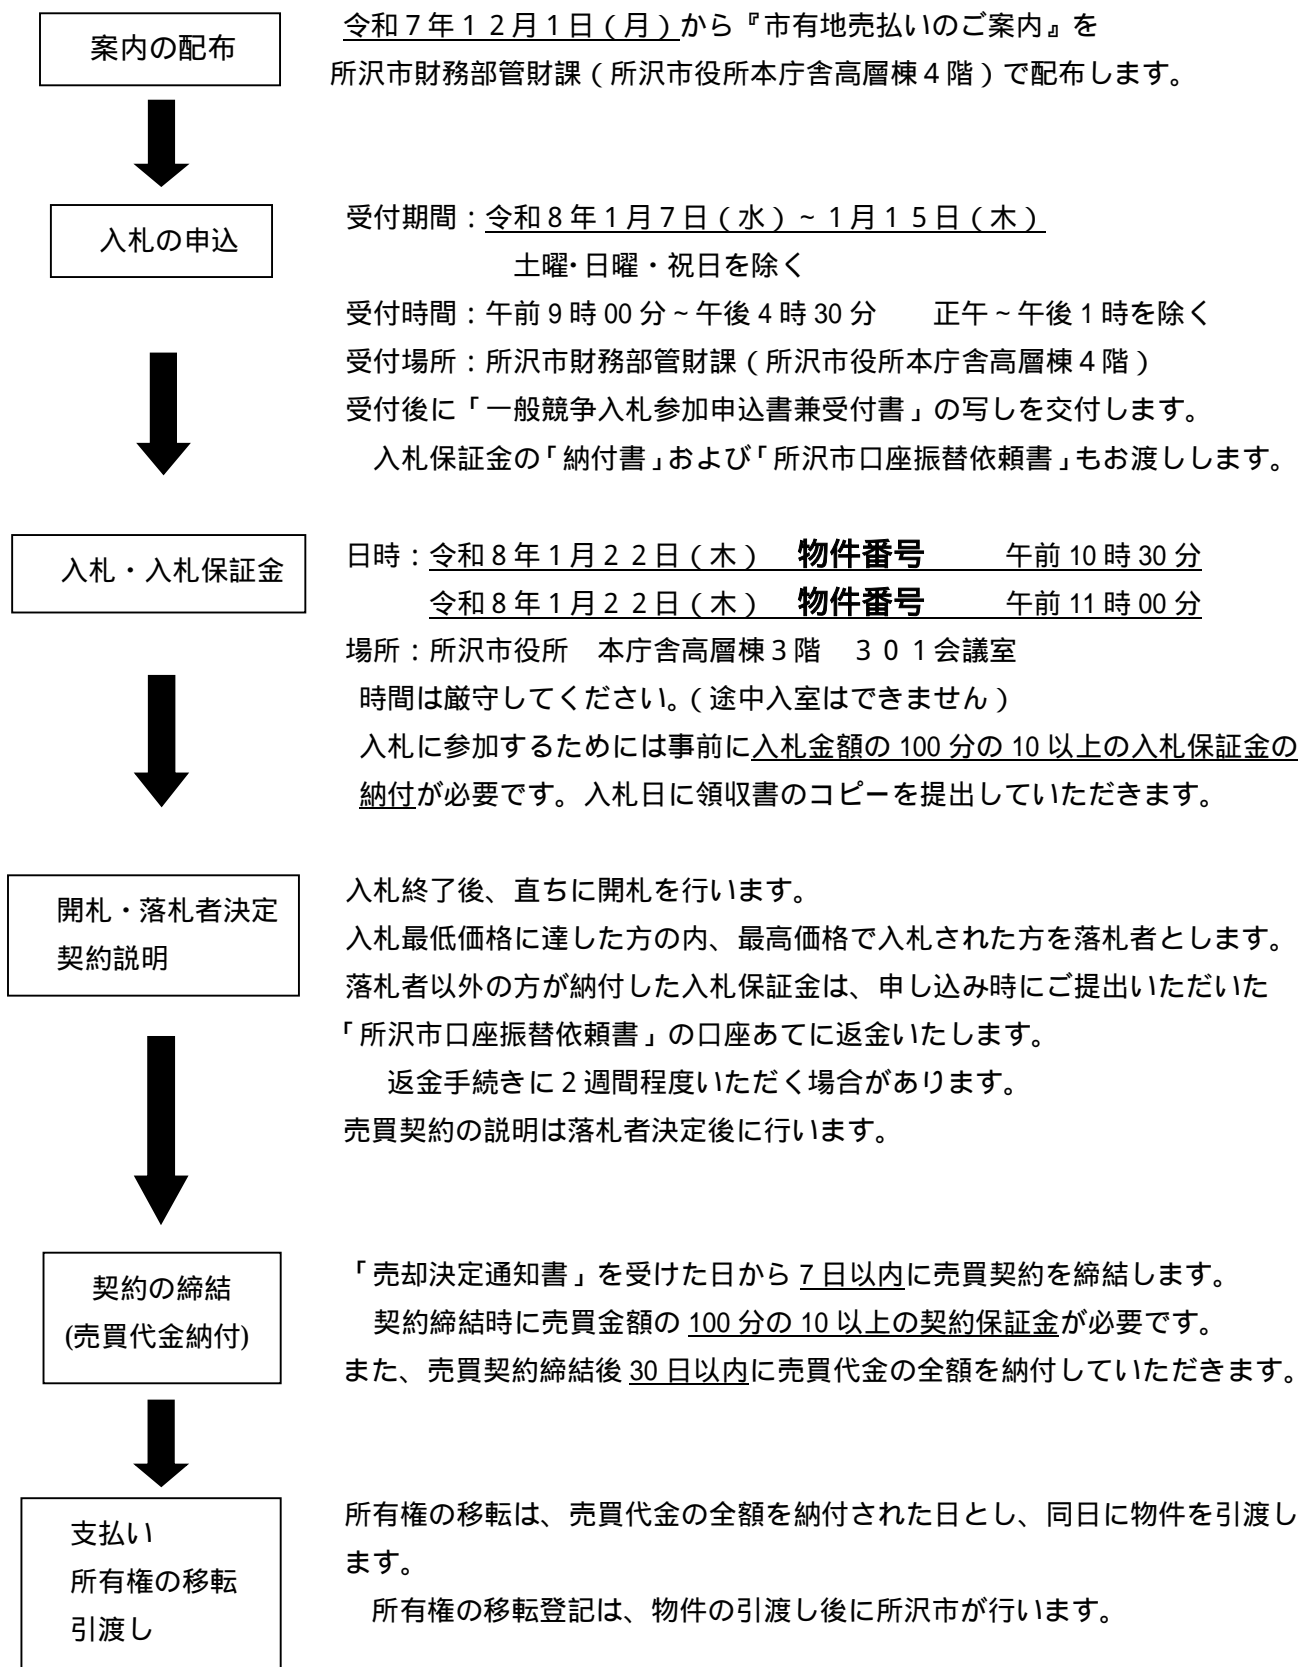 案内の配布
令和7年12月1日(月)から『市有地売払いのご案内』を
所沢市財務部管財課(所沢市役所本庁舎高層棟4階)で配布します。
入札の申込
受付期間:令和8年1月7日(水)~1月15日(木)
土曜・日曜・祝日を除く
受付時間:午前9時00分~午後4時30分　正午~午後1時を除く
受付場所:所沢市財務部管財課(所沢市役所本庁舎高層棟4階)
受付後に「一般競争入札参加申込書兼受付書」の写しを交付します。
入札保証金の「納付書」および「所沢市口座振替依頼書」もお渡しします。
入札・入札保証金
日時:令和8年1月22日(木)　物件番号　午前10時30分
令和8年1月22日(木)　物件番号　午前11時00分
場所:所沢市役所　本庁舎高層棟3階　301会議室
時間は厳守してください。(途中入室はできません)
入札に参加するためには事前に入札金額の100分の10以上の入札保証金の
納付が必要です。入札日に領収書のコピーを提出していただきます。
開札・落札者決定
契約説明
入札終了後、直ちに開札を行います。
入札最低価格に達した方の内、最高価格で入札された方を落札者とします。
落札者以外の方が納付した入札保証金は、申し込み時にご提出いただいた
「所沢市口座振替依頼書」の口座あてに返金いたします。
返金手続きに2週間程度いただく場合があります。
売買契約の説明は落札者決定後に行います。
契約の締結
(売買代金納付)
「売却決定通知書」を受けた日から7日以内に売買契約を締結します。
契約締結時に売買金額の100分の10以上の契約保証金が必要です。
また、売買契約締結後30日以内に売買代金の全額を納付していただきます。
支払い
所有権の移転
引渡し
所有権の移転は、売買代金の全額を納付された日とし、同日に物件を引渡し
ます。
所有権の移転登記は、物件の引渡し後に所沢市が行います。